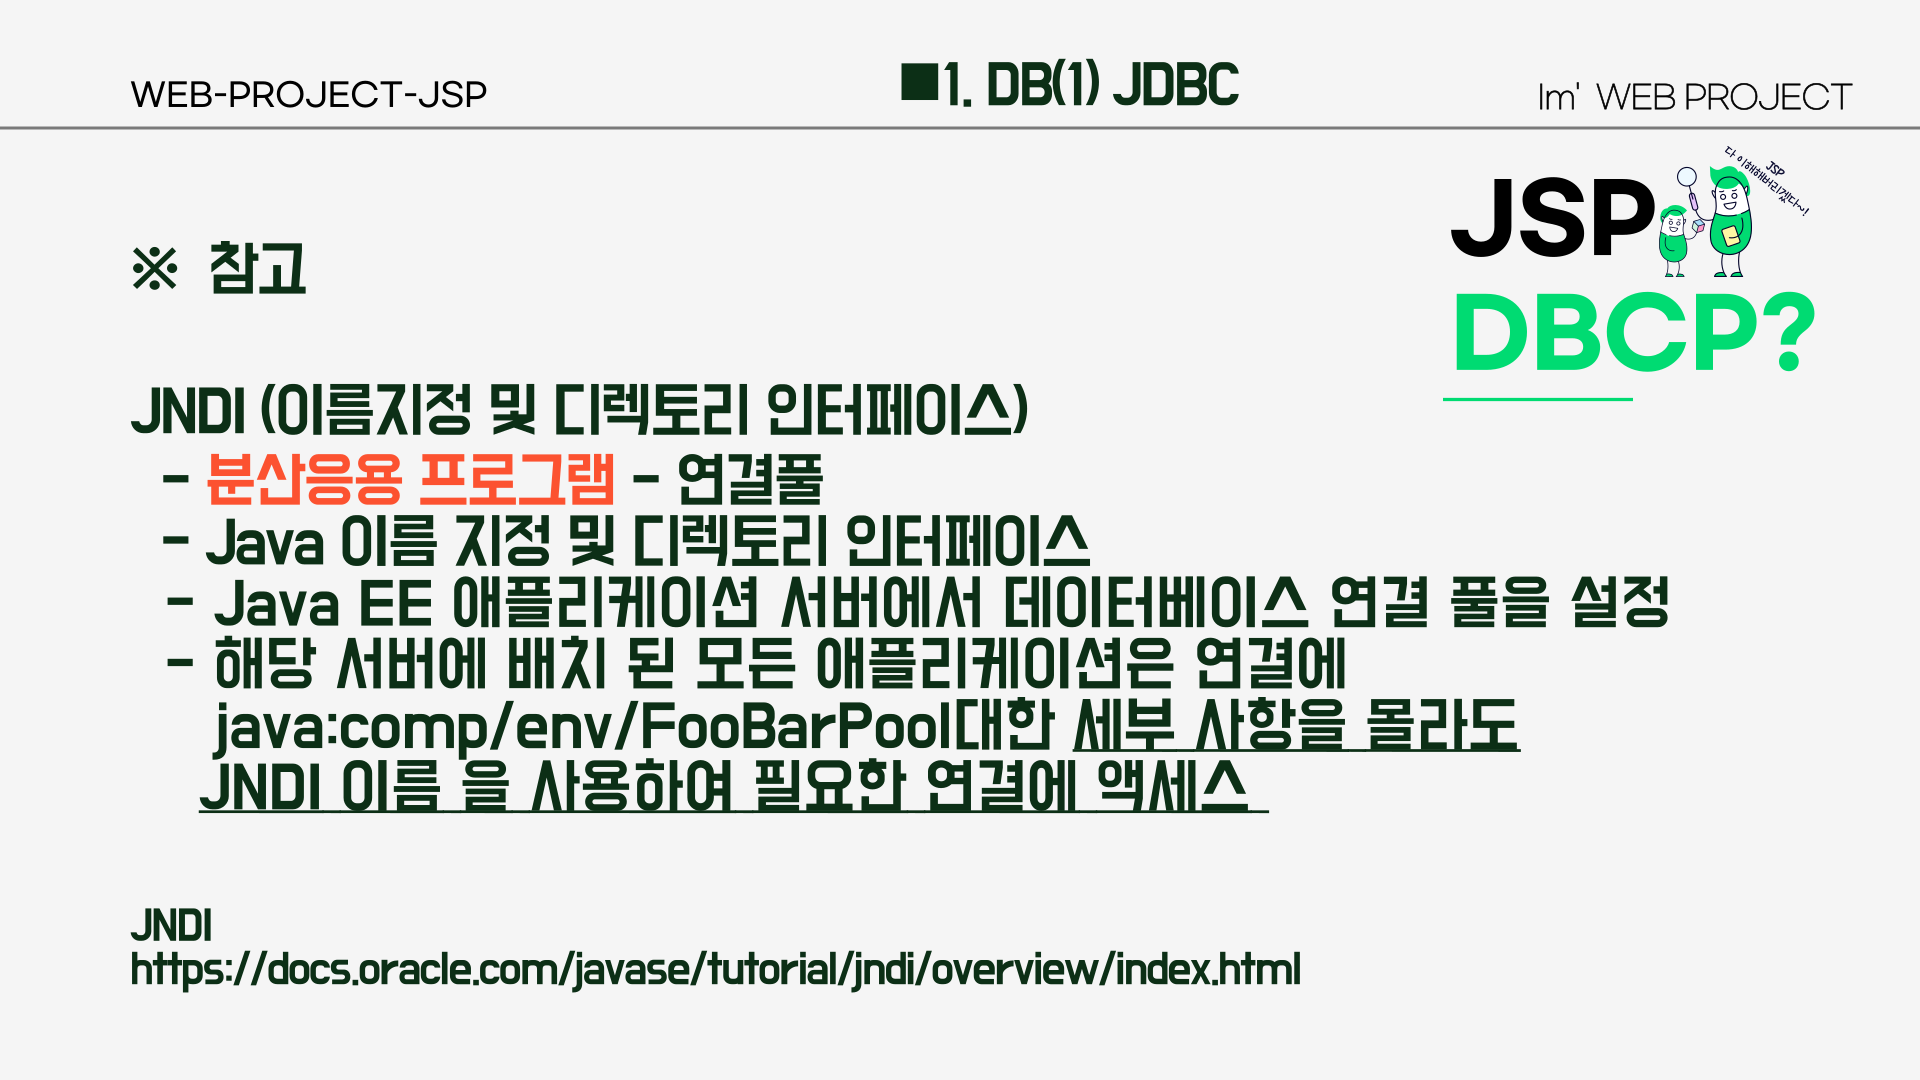 WEB-PROJECT-JSP
■1. DB(1) JDBC
Im' WEB PROJECT
JSP
다 이해해버리겠다~!
JSP
DBCP?
※ 참고
JNDI (이름지정 및 디렉토리 인터페이스)
- 분산응용 프로그램 - 연결풀
- Java 이름 지정 및 디렉토리 인터페이스
- Java EE 애플리케이션 서버에서 데이터베이스 연결 풀을 설정
- 해당 서버에 배치 된 모든 애플리케이션은 연결에
java:comp/env/FooBarPool대한 세부 사항을 몰라도
JNDI 이름 을 사용하여 필요한 연결에 액세스
JNDI
https://docs.oracle.com/javase/tutorial/jndi/overview/index.html